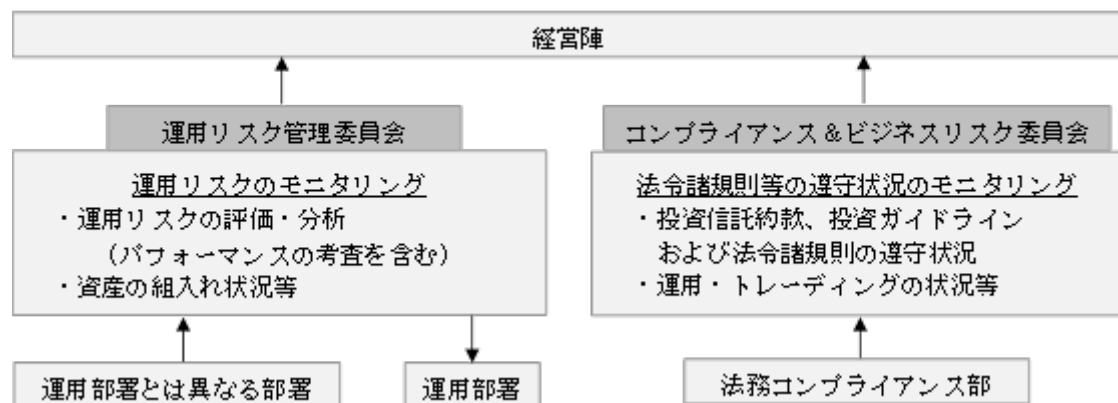 経営陣
運用リスク管理委員会
運用リスクのモニタリング
・運用リスクの評価・分析
（パフォーマンスの考査を含む）
・資産の組入れ状況等
コンプライアンス＆ビジネスリスク委員会
法令諸規則等の遵守状況のモニタリング
・投資信託約款、投資ガイドライン
および法令諸規則の遵守状況
・運用・トレーディングの状況等
運用部署とは異なる部署
運用部署
法務コンプライアンス部